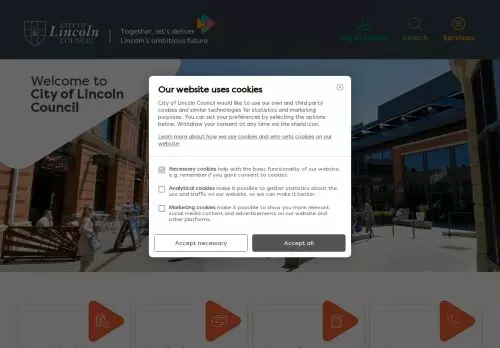 CITY OF
Lincoln
COUNCIL
Together, let's deliver
Lincoln's ambitious future
My Account
Search
Services
Welcome to
City of Lincoln
Council
Our website uses cookies
City of Lincoln Council would like to use our own and third party
cookies and similar technologies for statistics and marketing
purposes. You can set your preferences by selecting the options
below. Withdraw your consent at any time via the shield icon.
Learn more about how we use cookies and who sets cookies on our
website
Necessary cookies help with the basic functionality of our website,
e.g. remember if you gave consent to cookies.
Analytical cookies make it possible to gather statistics about the
use and traffic on our website, so we can make it better.
Marketing cookies make it possible to show you more relevant
social media content and advertisements on our website and
other platforms.
Accept necessary
Accept all